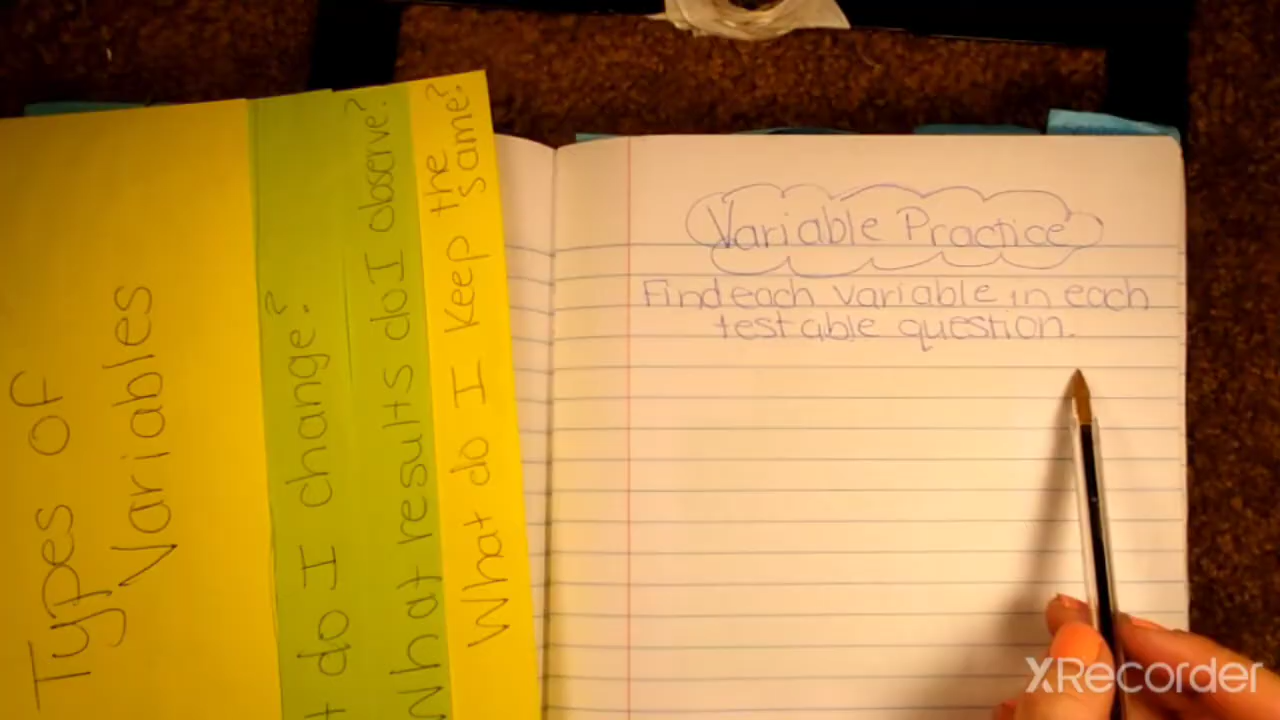 Types of
Variables
t do I change?
What results do I observe?
What do I keep the
same?
Variable Practice
Find each variable in each
testable question.
XRecorder